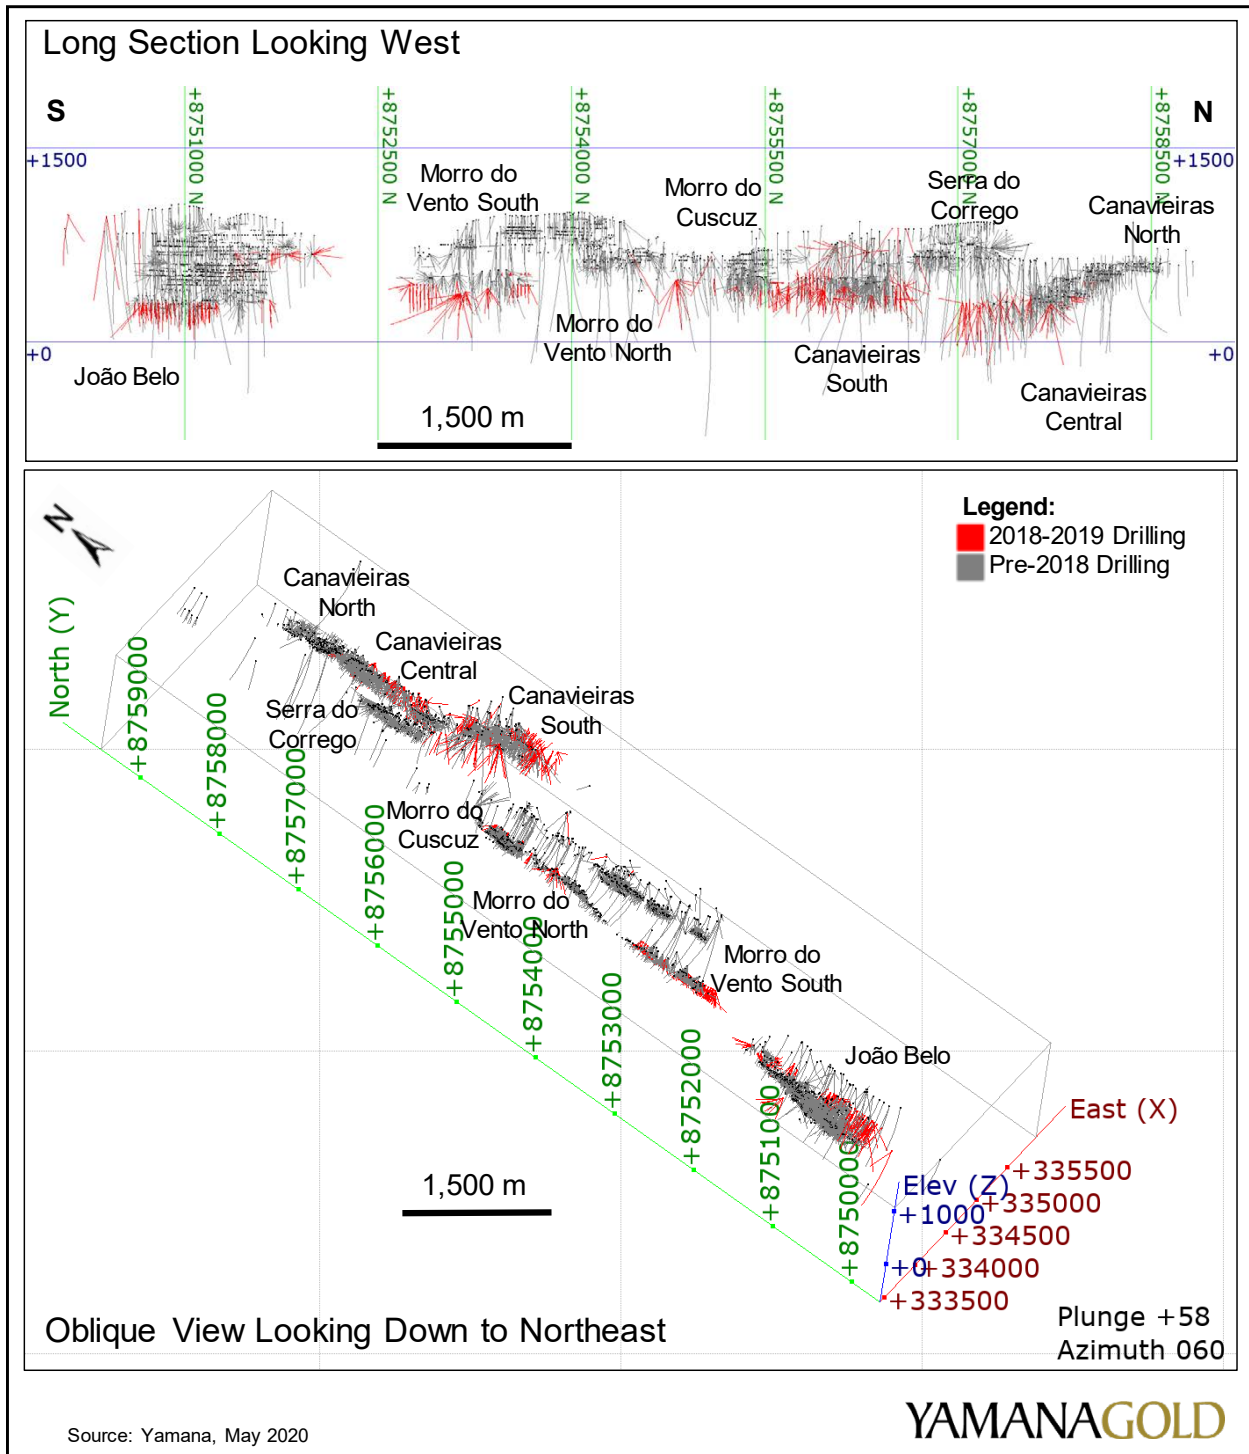 Long Section Looking West
S
N
+8751000 N
+8752500 N
+8754000 N
+8755500 N
+8757000 N
+8758500 N
+1500
+1500
Morro do
Vento South
Morro do
Cuscuz
Serra do
Corrego
Canavieiras
North
+0
+0
João Belo
Morro do
Vento North
Canavieiras
South
Canavieiras
Central
1,500 m
Legend:
2018-2019 Drilling
Pre-2018 Drilling
N
North (Y)
Canavieiras
North
Canavieiras
Central
Canavieiras
South
Serra do
Corrego
Morro do
Cuscuz
Morro do
Vento North
Morro do
Vento South
João Belo
+8759000
+8758000
+8757000
+8756000
+8755000
+8754000
+8753000
+8752000
+8751000
+8750000
East (X)
+335500
+335000
+334500
+334000
+333500
Elev (Z)
+1000
+0
1,500 m
Oblique View Looking Down to Northeast
Plunge +58
Azimuth 060
Source: Yamana, May 2020
YAMANAGOLD